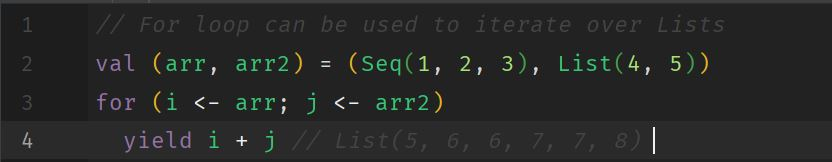 1 // For loop can be used to iterate over Lists
2 val (arr, arr2) = (Seq(1, 2, 3), List(4, 5))
3 for (i <- arr; j <- arr2)
4 yield i + j // List(5, 6, 6, 7, 7, 8)